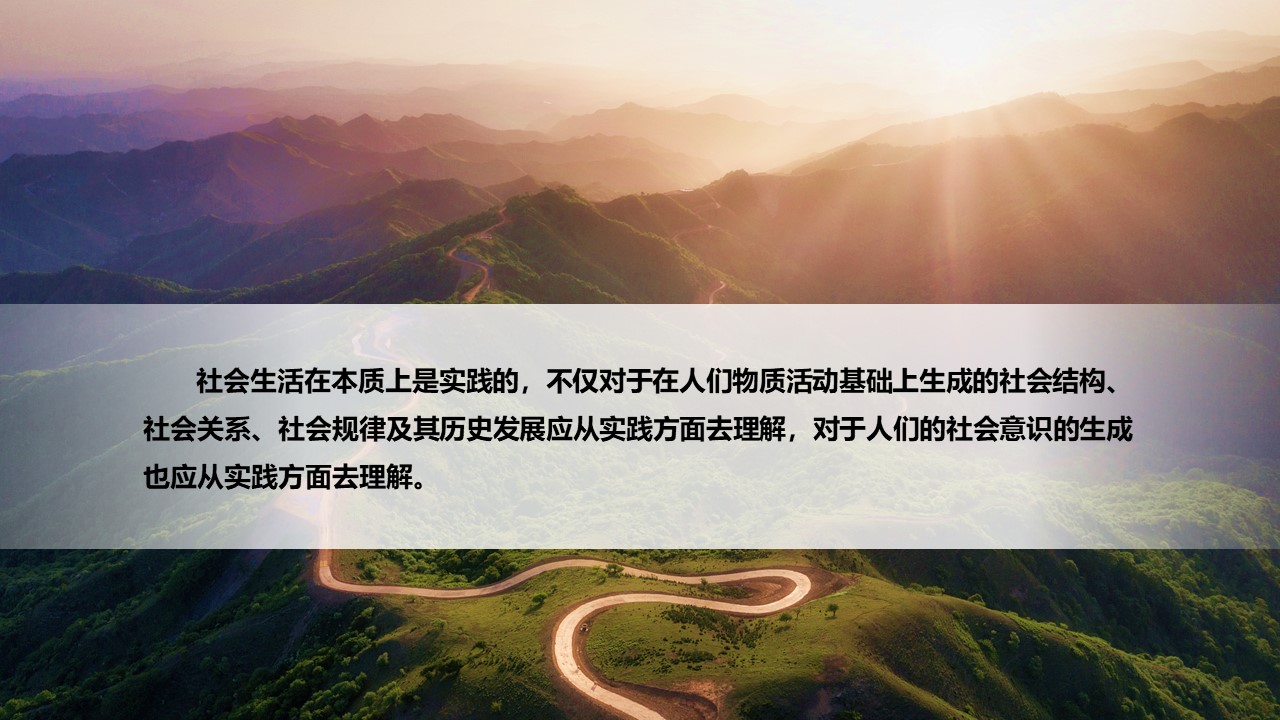 社会生活在本质上是实践的，不仅对于在人们物质活动基础上生成的社会结构、
社会关系、社会规律及其历史发展应从实践方面去理解，对于人们的社会意识的生成
也应从实践方面去理解。